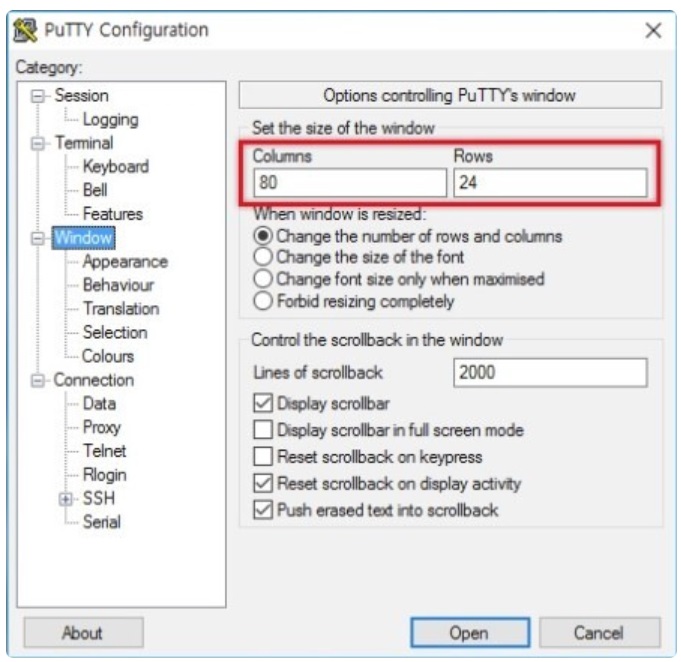 PuTTY Configuration
Category:
Session
Logging
Terminal
Keyboard
Bell
Features
Window
Appearance
Behaviour
Translation
Selection
Colours
Connection
Data
Proxy
Telnet
Rlogin
SSH
Serial
Options controlling PuTTY's window
Set the size of the window
Columns Rows
80 24
When window is resized:
Change the number of rows and columns
Change the size of the font
Change font size only when maximised
Forbid resizing completely
Control the scrollback in the window
Lines of scrollback 2000
Display scrollbar
Display scrollbar in full screen mode
Reset scrollback on keypress
Reset scrollback on display activity
Push erased text into scrollback
About Open Cancel